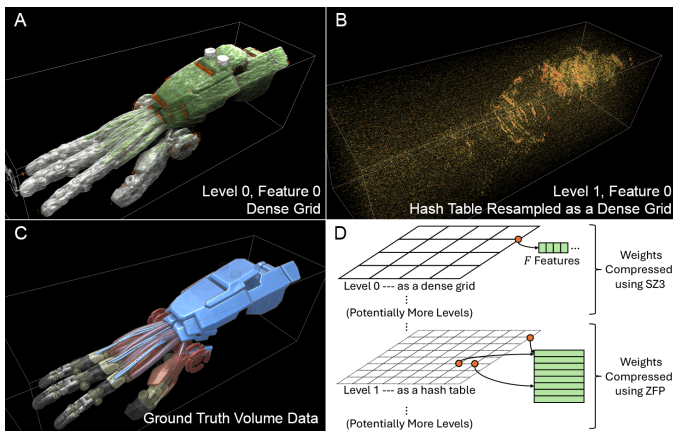 A
Level 0, Feature 0
Dense Grid
B
Level 1, Feature 0
Hash Table Resampled as a Dense Grid
C
Ground Truth Volume Data
D
...
F Features
Level 0 --- as a dense grid
...
(Potentially More Levels)
Weights
Compressed
using SZ3
Level 1 --- as a hash table
...
(Potentially More Levels)
Weights
Compressed
using ZFP